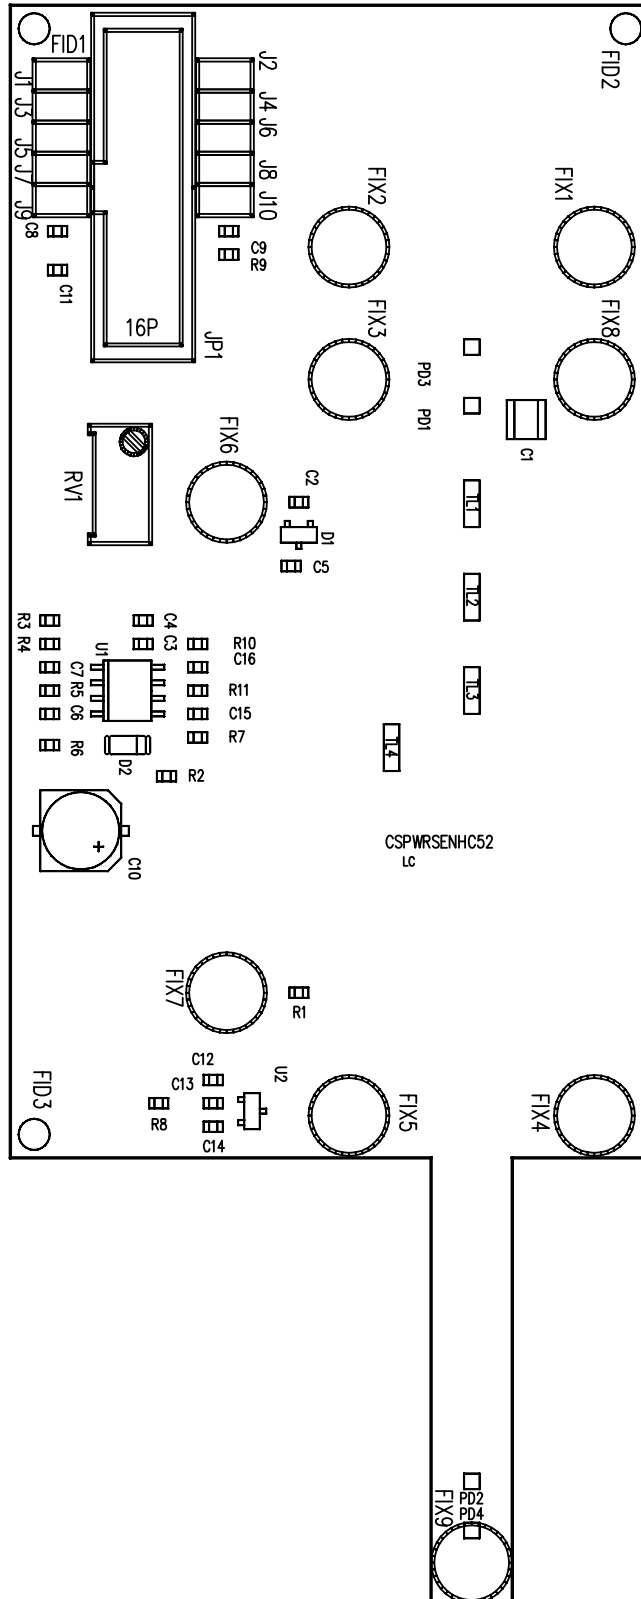 FID1
FID2
J1
J2
J3
J4
J5
J6
J7
J8
J9
J10
C8
C9
R9
C11
16P
JP1
FIX2
FIX1
FIX3
FIX8
PD3
PD1
C1
FIX6
RV1
C2
D1
C5
TL1
TL2
TL3
TL4
R3
R4
C4
C3
U1
R10
C16
C7
R5
R11
C6
C15
R6
R7
D2
R2
+
C10
CSPWRSENHC52
LC
FIX7
R1
C12
C13
U2
R8
C14
FID3
FIX5
FIX4
PD2
PD4
FIX9